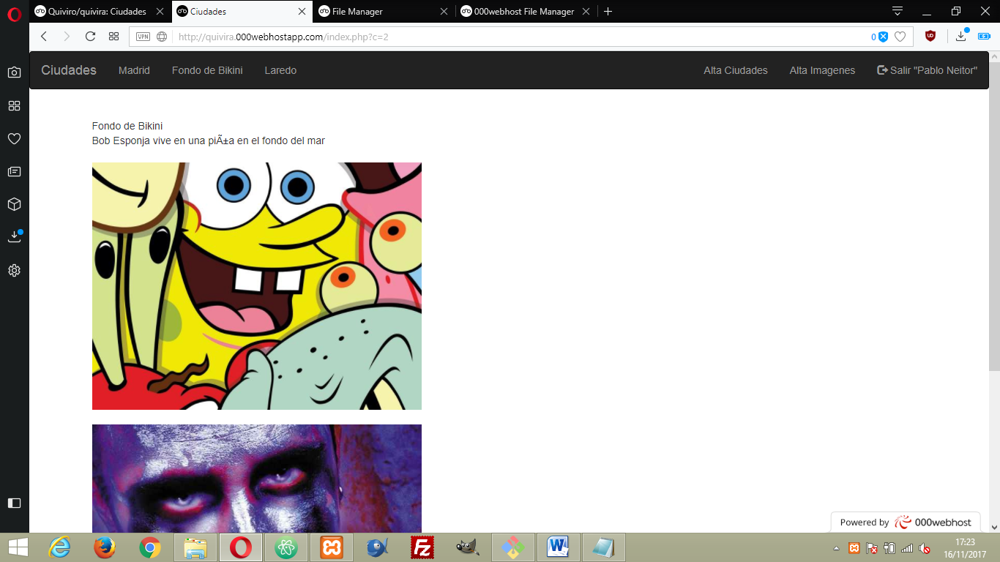 Quiviro/quivira: Ciudades
Ciudades
File Manager
000webhost File Manager
VPN
http://quivira.000webhostapp.com/index.php?c=2
0
Ciudades Madrid Fondo de Bikini Laredo Alta Ciudades Alta Imagenes Salir "Pablo Neitor"
Fondo de Bikini
Bob Esponja vive en una piÃ±a en el fondo del mar
Powered by 000webhost
17:23
16/11/2017